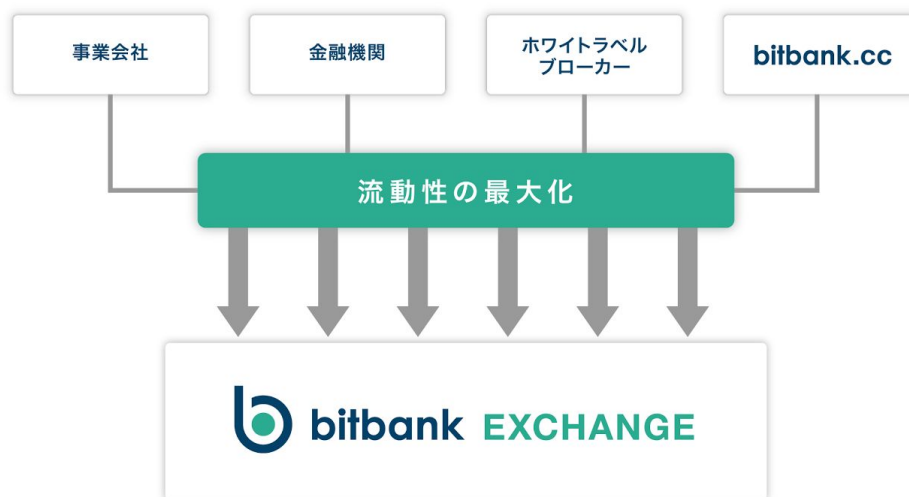 事業会社
金融機関
ホワイトラベル
ブローカー
bitbank.cc
流動性の最大化
bitbank EXCHANGE